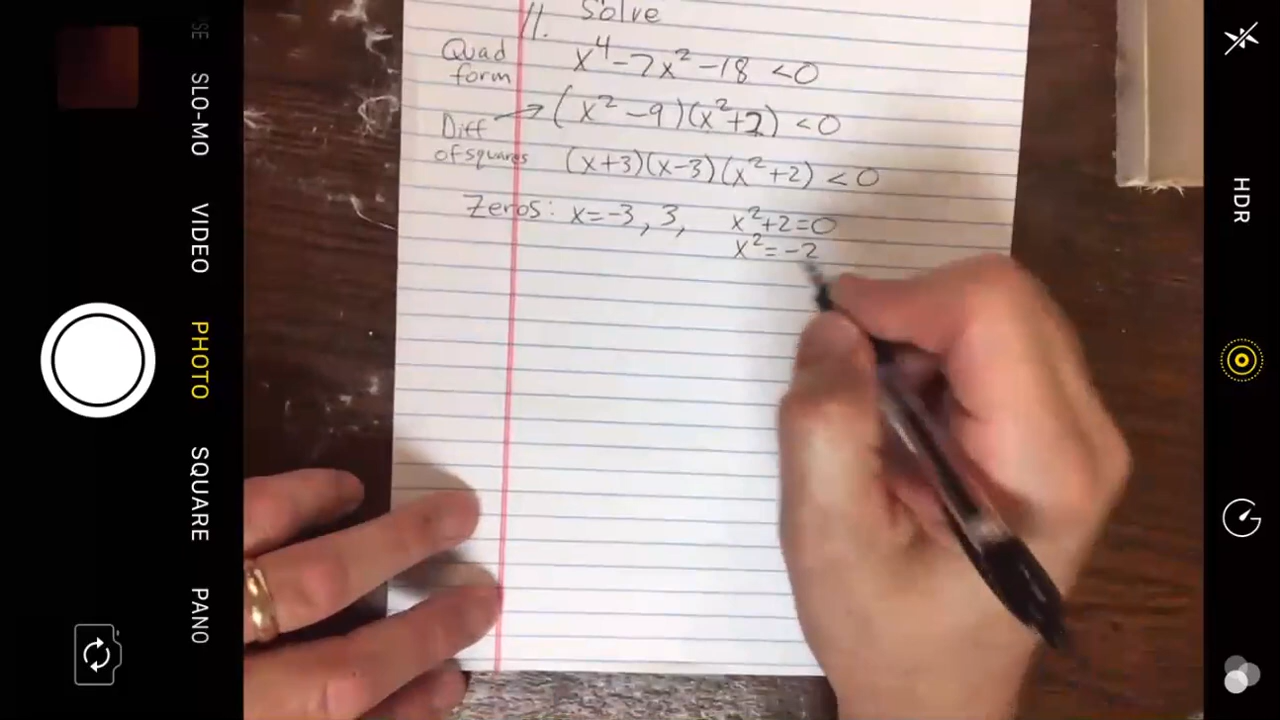 SE
SLO-MO
VIDEO
PHOTO
SQUARE
PANO
11. Solve
Quad form
x⁴-7x²-18 <0
(x²-9)(x²+2) <0
Diff of squares
(x+3)(x-3)(x²+2) <0
Zeros: x=-3, 3, x²+2=0
x²=-2
HDR